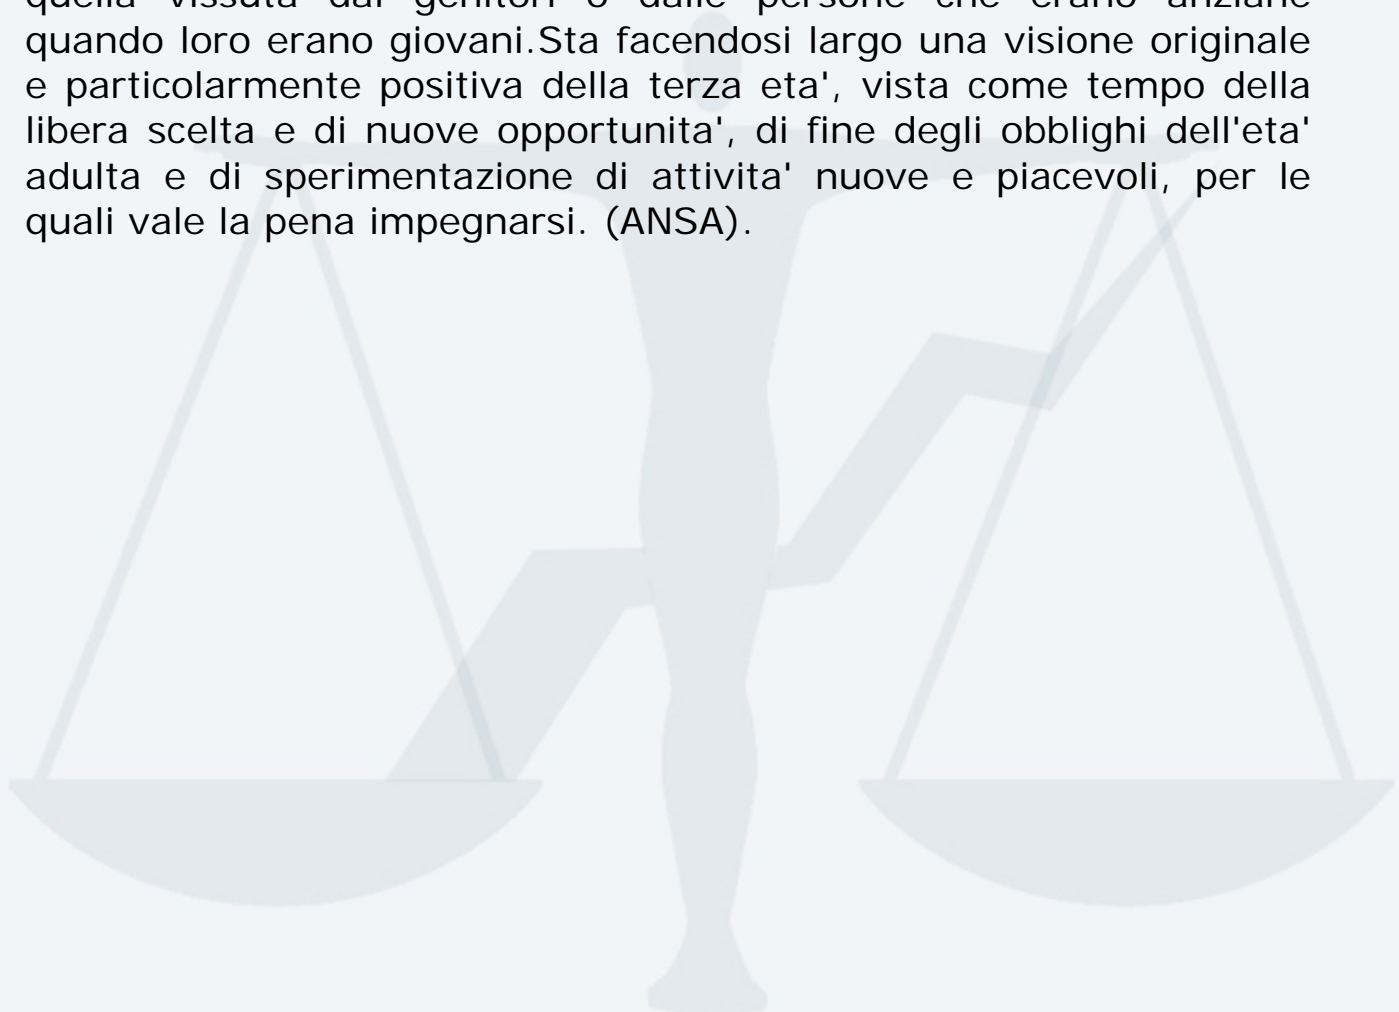 quella vissuta dai genitori o dalle persone che erano anziane
quando loro erano giovani.Sta facendosi largo una visione originale
e particolarmente positiva della terza eta', vista come tempo della
libera scelta e di nuove opportunita', di fine degli obblighi dell'eta'
adulta e di sperimentazione di attivita' nuove e piacevoli, per le
quali vale la pena impegnarsi. (ANSA).